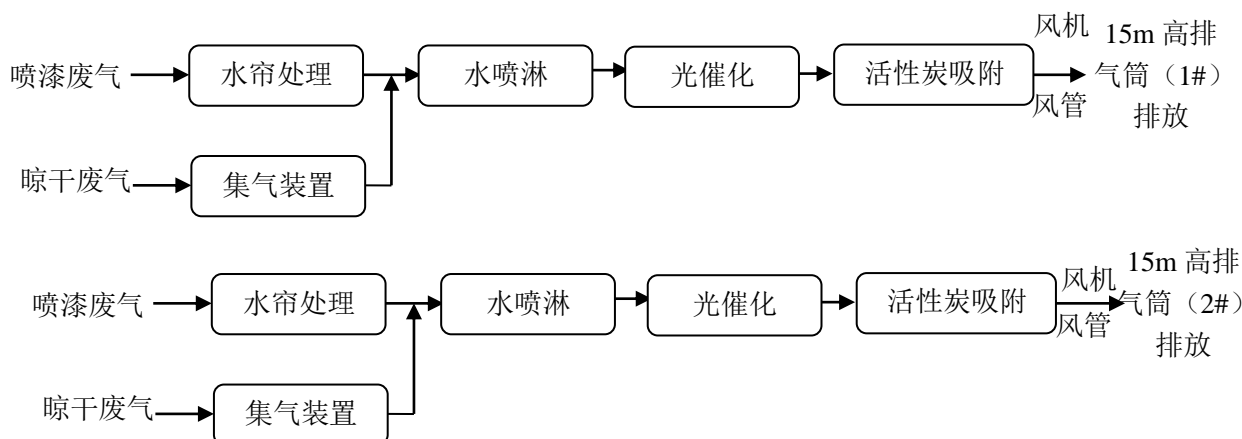 喷漆废气
水帘处理
水喷淋
光催化
活性炭吸附
风机
风管
15m 高排
气筒（1#）
排放
晾干废气
集气装置
喷漆废气
水帘处理
水喷淋
光催化
活性炭吸附
风机
风管
15m 高排
气筒（2#）
排放
晾干废气
集气装置